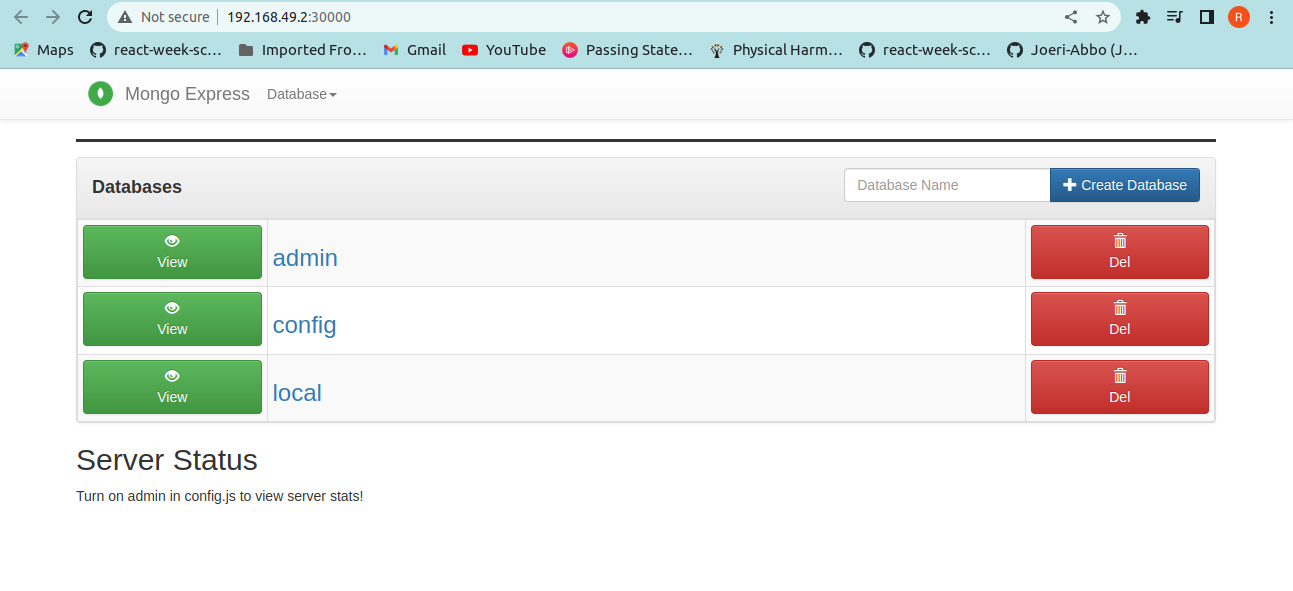 Not secure 192.168.49.2:30000 R
Maps react-week-sc... Imported Fro... Gmail YouTube Passing State... Physical Harm... react-week-sc... Joeri-Abbo (J...
Mongo Express Database
Databases Database Name Create Database
View admin Del
View config Del
View local Del
Server Status
Turn on admin in config.js to view server stats!